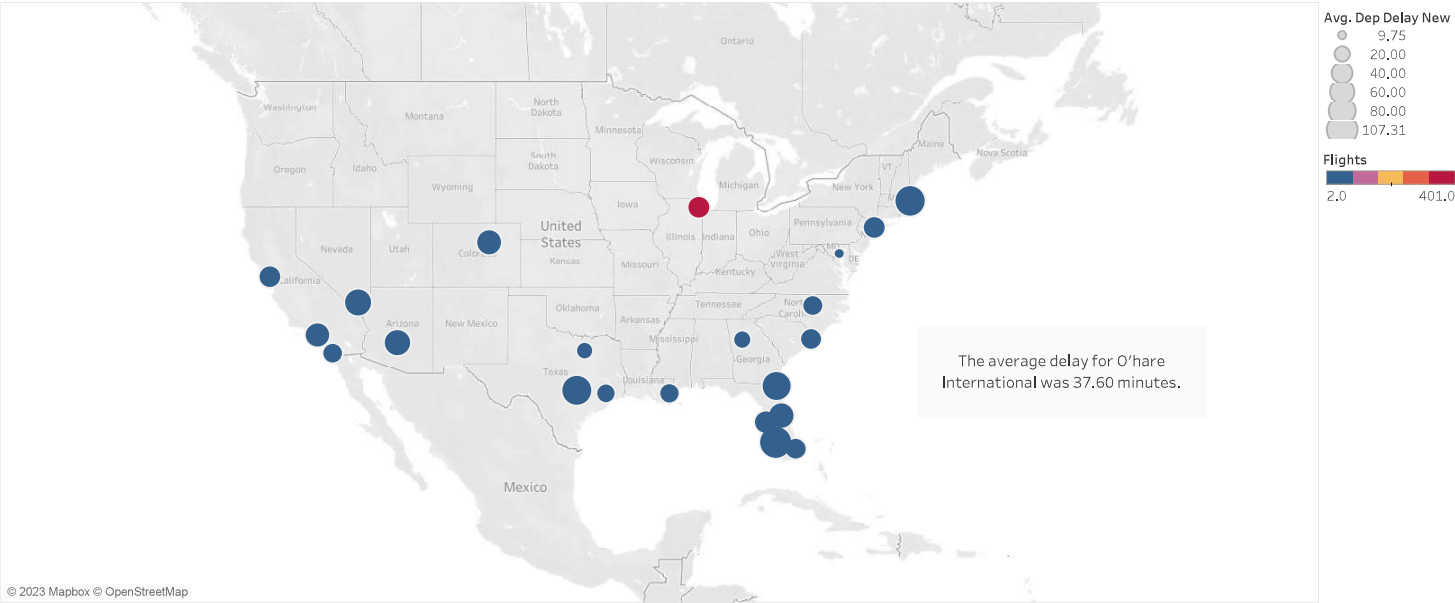 Ontario
Washington
Montana
North
Dakota
Minnesota
Maine
Nova Scotia
Oregon
Idaho
South
Dakota
Wisconsin
VT
Wyoming
Michigan
New York
Iowa
Nevada
Utah
United
States
Illinois
Indiana
Ohio
Pennsylvania
Kansas
Missouri
West
Virginia
MD
DE
California
Kentucky
Arizona
New Mexico
Oklahoma
Arkansas
Tennessee
North
Mississippi
Georgia
Texas
Louisiana
Mexico
The average delay for O'hare
International was 37.60 minutes.
© 2023 Mapbox © OpenStreetMap
Avg. Dep Delay New
9.75
20.00
40.00
60.00
80.00
107.31
Flights
2.0 401.0